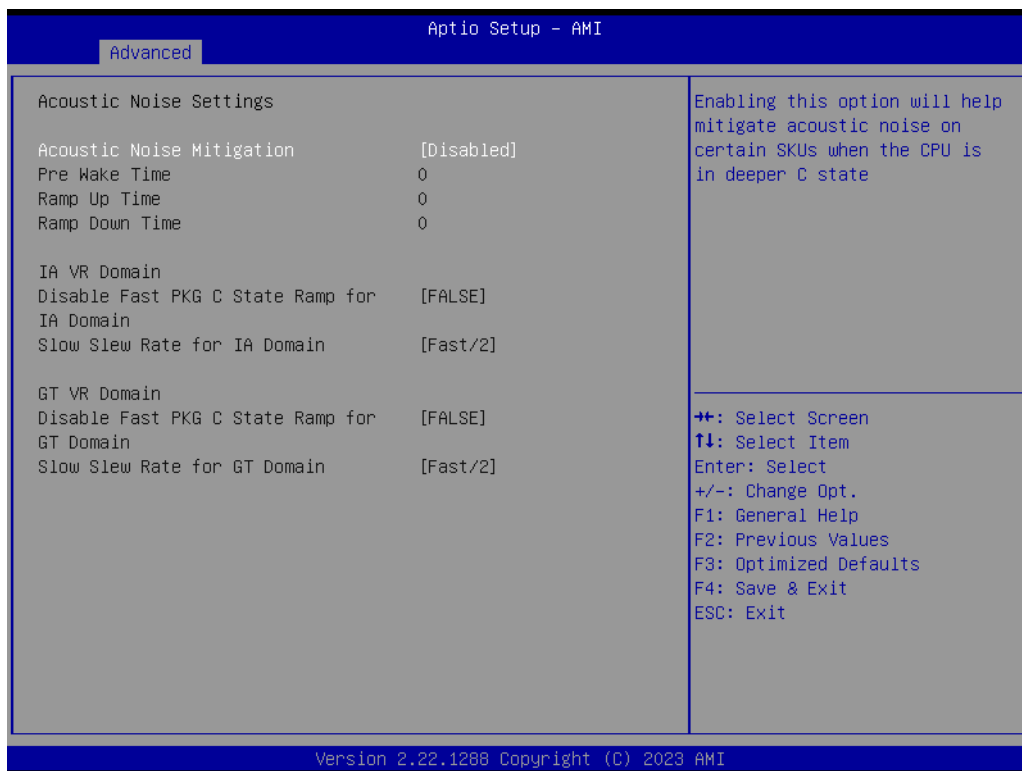 Aptio Setup – AMI
Advanced
Acoustic Noise Settings
Acoustic Noise Mitigation [Disabled]
Pre Wake Time 0
Ramp Up Time 0
Ramp Down Time 0
IA VR Domain
Disable Fast PKG C State Ramp for [FALSE]
IA Domain
Slow Slew Rate for IA Domain [Fast/2]
GT VR Domain
Disable Fast PKG C State Ramp for [FALSE]
GT Domain
Slow Slew Rate for GT Domain [Fast/2]
Enabling this option will help
mitigate acoustic noise on
certain SKUs when the CPU is
in deeper C state
→←: Select Screen
↑↓: Select Item
Enter: Select
+/-: Change Opt.
F1: General Help
F2: Previous Values
F3: Optimized Defaults
F4: Save & Exit
ESC: Exit
Version 2.22.1288 Copyright (C) 2023 AMI